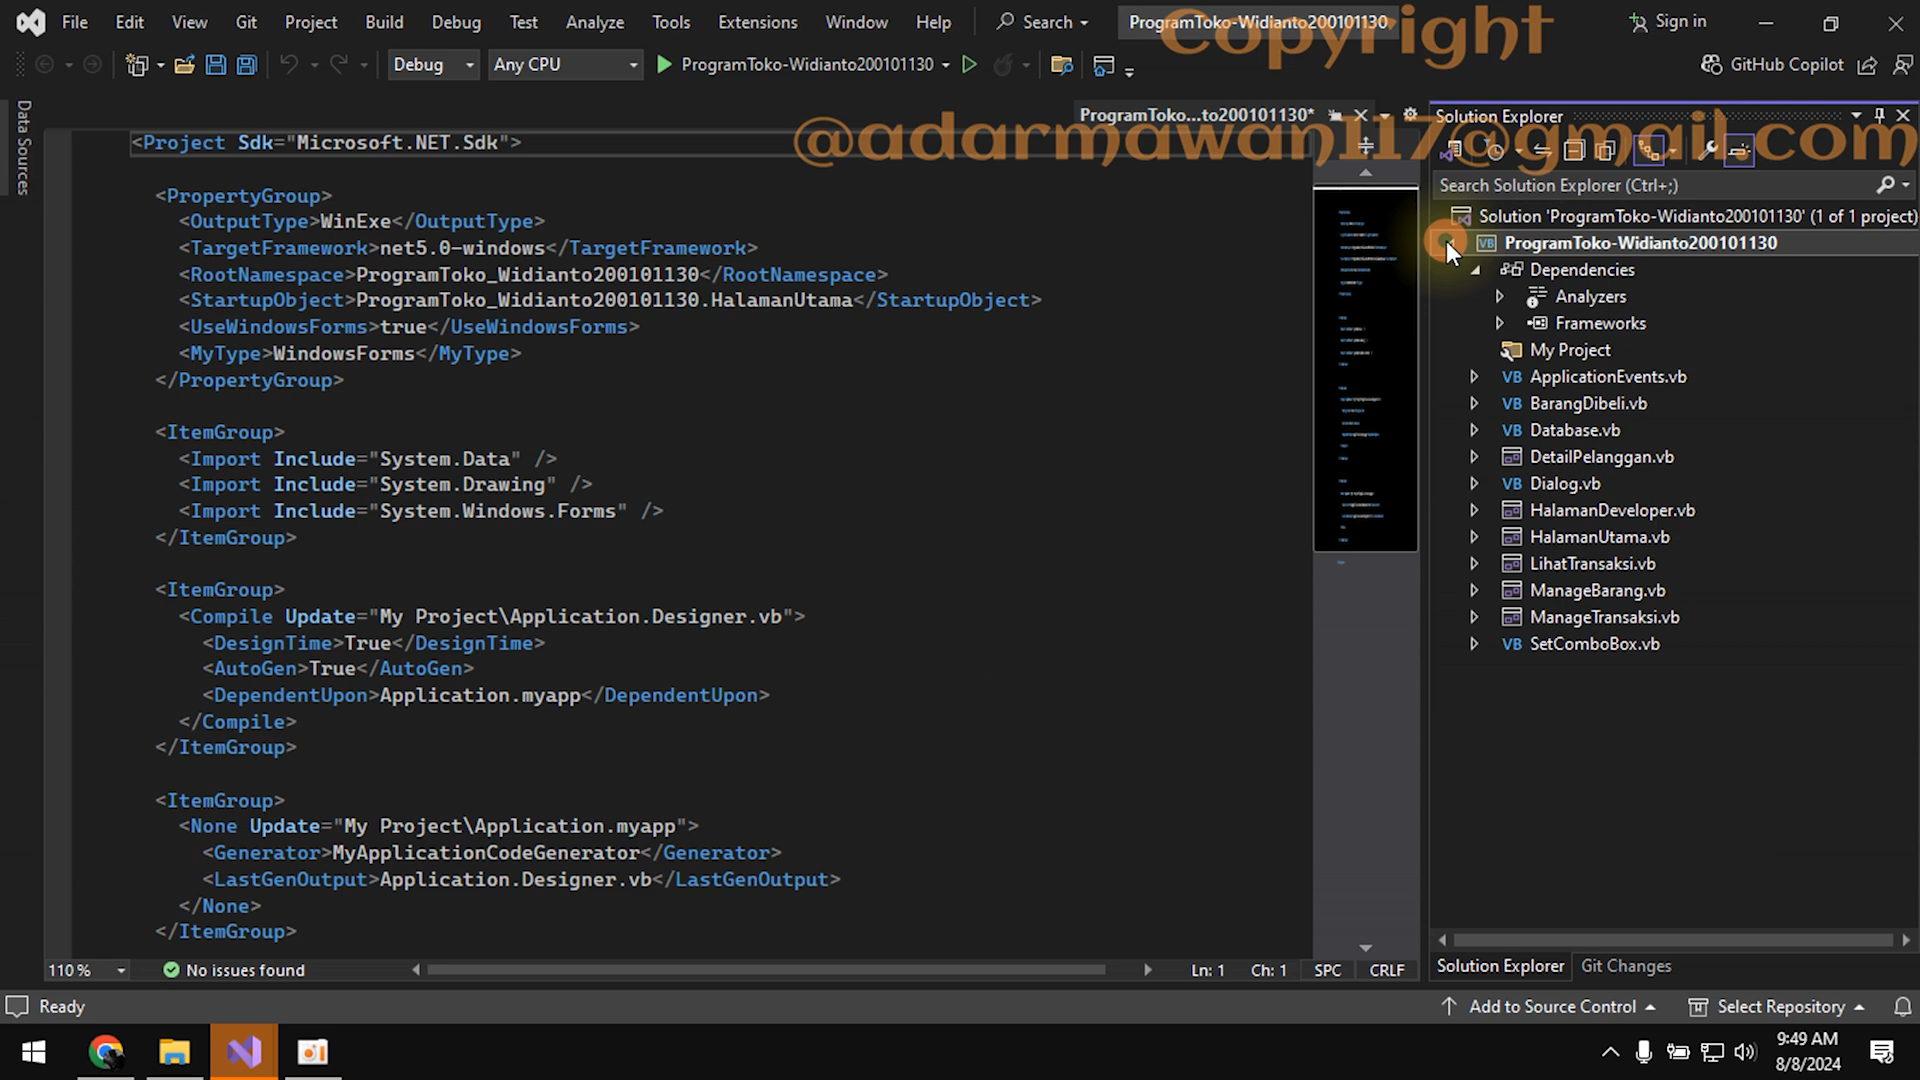 File Edit View Git Project Build Debug Test Analyze Tools Extensions Window Help Search ProgramToko-Widianto200101130 Sign in
Copyright
Debug Any CPU ProgramToko-Widianto200101130 GitHub Copilot
Data Sources
ProgramToko...to200101130*
Solution Explorer
@adarmawan117@gmail.com
<Project Sdk="Microsoft.NET.Sdk">
<PropertyGroup>
<OutputType>WinExe</OutputType>
<TargetFramework>net5.0-windows</TargetFramework>
<RootNamespace>ProgramToko_Widianto200101130</RootNamespace>
<StartupObject>ProgramToko_Widianto200101130.HalamanUtama</StartupObject>
<UseWindowsForms>true</UseWindowsForms>
<MyType>WindowsForms</MyType>
</PropertyGroup>
<ItemGroup>
<Import Include="System.Data" />
<Import Include="System.Drawing" />
<Import Include="System.Windows.Forms" />
</ItemGroup>
<ItemGroup>
<Compile Update="My Project\Application.Designer.vb">
<DesignTime>True</DesignTime>
<AutoGen>True</AutoGen>
<DependentUpon>Application.myapp</DependentUpon>
</Compile>
</ItemGroup>
<ItemGroup>
<None Update="My Project\Application.myapp">
<Generator>MyApplicationCodeGenerator</Generator>
<LastGenOutput>Application.Designer.vb</LastGenOutput>
</None>
</ItemGroup>
110 % No issues found Ln: 1 Ch: 1 SPC CRLF
Search Solution Explorer (Ctrl+;)
Solution 'ProgramToko-Widianto200101130' (1 of 1 project)
VB ProgramToko-Widianto200101130
Dependencies
Analyzers
Frameworks
My Project
VB ApplicationEvents.vb
VB BarangDibeli.vb
VB Database.vb
DetailPelanggan.vb
VB Dialog.vb
HalamanDeveloper.vb
HalamanUtama.vb
LihatTransaksi.vb
ManageBarang.vb
ManageTransaksi.vb
VB SetComboBox.vb
Solution Explorer Git Changes
Ready Add to Source Control Select Repository
9:49 AM
8/8/2024